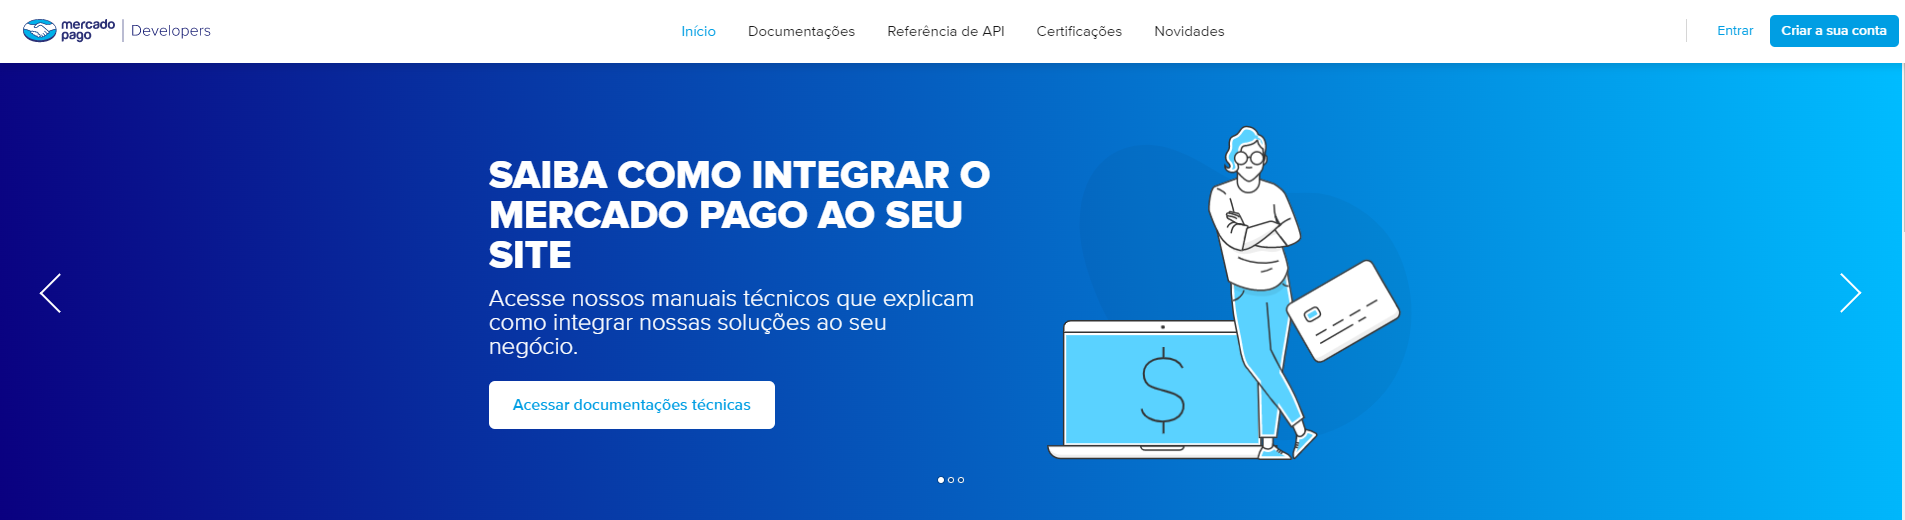 mercado
pago
Developers
Início
Documentações
Referência de API
Certificações
Novidades
Entrar
Criar a sua conta
SAIBA COMO INTEGRAR O
MERCADO PAGO AO SEU
SITE
Acesse nossos manuais técnicos que explicam
como integrar nossas soluções ao seu
negócio.
Acessar documentações técnicas
$